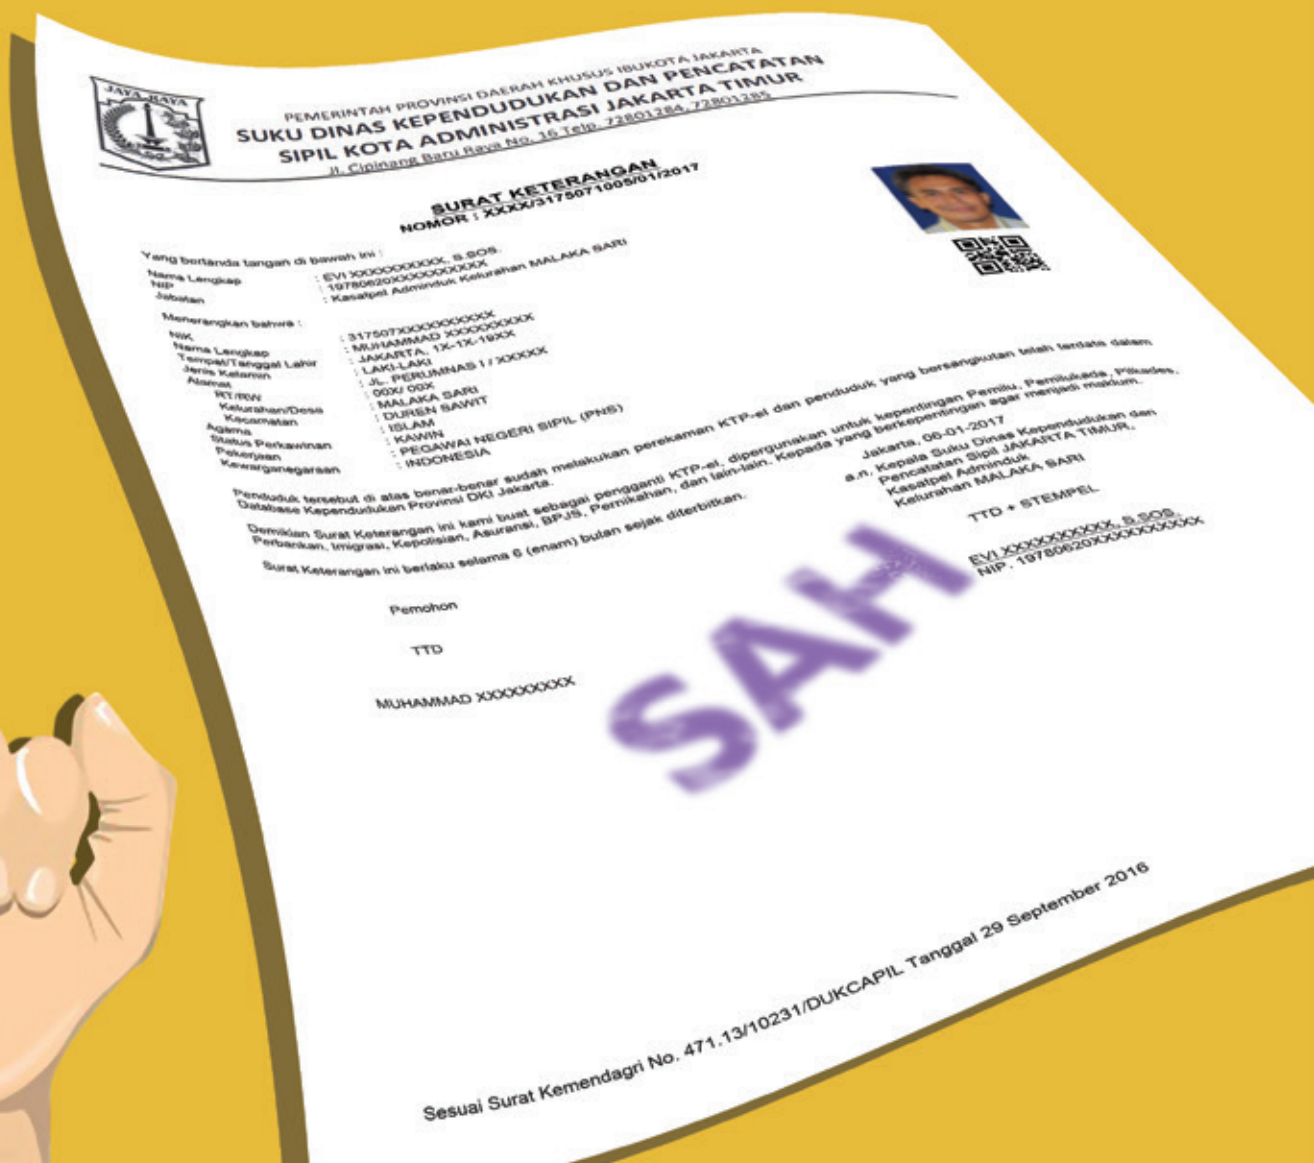 JAYA RAYA
PEMERINTAH PROVINSI DAERAH KHUSUS IBUKOTA JAKARTA
SUKU DINAS KEPENDUDUKAN DAN PENCATATAN
SIPIL KOTA ADMINISTRASI JAKARTA TIMUR
Jl. Cipinang Baru Raya No. 16 Telp. 72801284, 72801285
SURAT KETERANGAN
NOMOR : XXXX/3175071005/01/2017
Yang bertanda tangan di bawah ini :
Nama Lengkap : EVI XXXXXXXXXX, S.SOS.
NIP : 19780620XXXXXXXXXX
Jabatan : Kasatpel Adminduk Kelurahan MALAKA SARI
Menerangkan bahwa :
NIK : 317507XXXXXXXXXX
Nama Lengkap : MUHAMMAD XXXXXXXXX
Tempat/Tanggal Lahir : JAKARTA, 1X-1X-19XX
Jenis Kelamin : LAKI-LAKI
Alamat : JL. PERUMNAS I / XXXXX
RT/RW : 00X/ 00X
Kelurahan/Desa : MALAKA SARI
Kecamatan : DUREN SAWIT
Agama : ISLAM
Status Perkawinan : KAWIN
Pekerjaan : PEGAWAI NEGERI SIPIL (PNS)
Kewarganegaraan : INDONESIA
Penduduk tersebut di atas benar-benar sudah melakukan perekaman KTP-el dan penduduk yang bersangkutan telah terdata dalam
Database Kependudukan Provinsi DKI Jakarta.
Demikian Surat Keterangan ini kami buat sebagai pengganti KTP-el, dipergunakan untuk kepentingan Pemilu, Pemilukada, Pilkades,
Perbankan, Imigrasi, Kepolisian, Asuransi, BPJS, Pernikahan, dan lain-lain. Kepada yang berkepentingan agar menjadi maklum.
Surat Keterangan ini berlaku selama 6 (enam) bulan sejak diterbitkan.
Jakarta, 06-01-2017
a.n, Kepala Suku Dinas Kependudukan dan
Pencatatan Sipil JAKARTA TIMUR,
Kasatpel Adminduk
Kelurahan MALAKA SARI
TTD + STEMPEL
EVI XXXXXXXXXX, S.SOS.
NIP. 19780620XXXXXXXXXX
Pemohon
TTD
MUHAMMAD XXXXXXXXX
SAH
Sesuai Surat Kemendagri No. 471.13/10231/DUKCAPIL Tanggal 29 September 2016